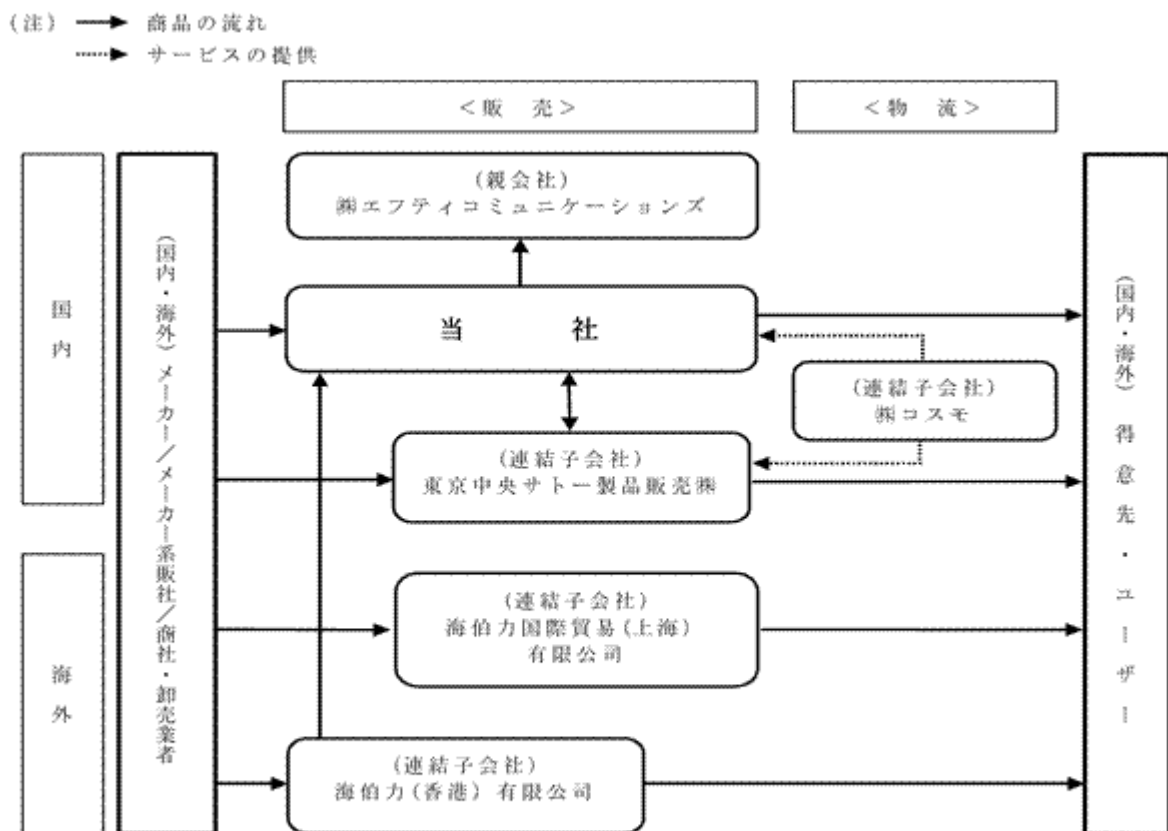 (注) 商品の流れ
サービスの提供
<販 売>
<物 流>
国内
(国内・海外)メーカー/メーカー系販社/商社・卸売業者
(親会社)
㈱エフティコミュニケーションズ
当 社
(連結子会社)
㈱コスモ
(連結子会社)
東京中央サトー製品販売㈱
海外
(連結子会社)
海伯力国際貿易(上海)
有限公司
(連結子会社)
海伯力(香港)有限公司
(国内・海外)得意先・ユーザー